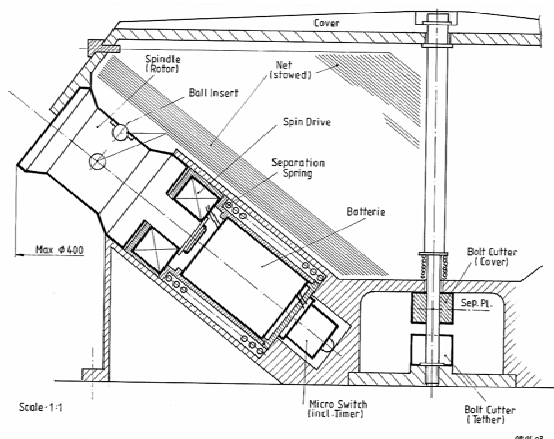 Cover
Spindle
(Rotor)
Net
(stowed)
Ball Insert
Spin Drive
Separation
Spring
Batterie
Max Φ400
Bolt Cutter
(Cover)
Sep. Pl.
Scale·1:1
Micro Switch
(incl.Timer)
Bolt Cutter
(Tether)